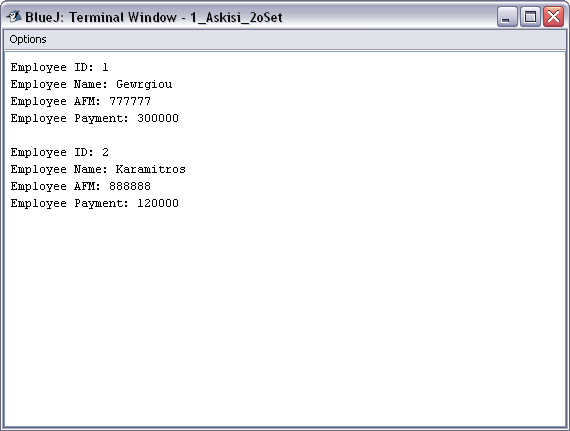 BlueJ: Terminal Window - 1_Askisi_2oSet
Options
Employee ID: 1
Employee Name: Gewrgiou
Employee AFM: 777777
Employee Payment: 300000
Employee ID: 2
Employee Name: Karamitros
Employee AFM: 888888
Employee Payment: 120000